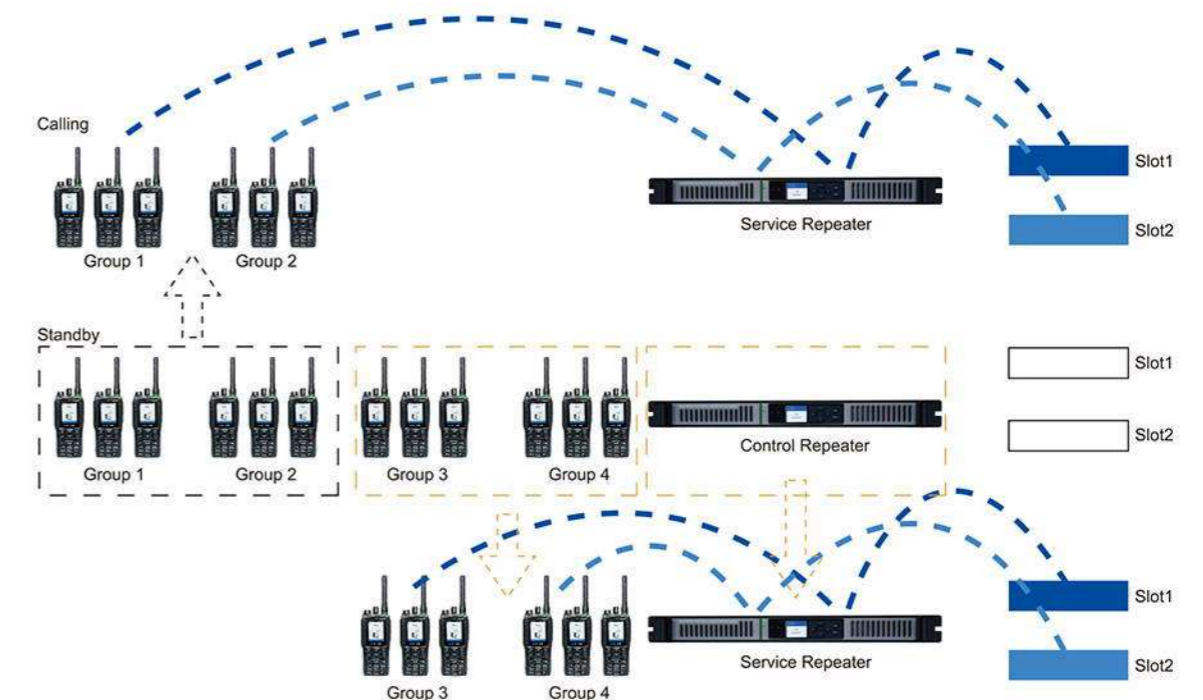 Calling
Slot1
Service Repeater
Slot2
Group 1
Group 2
Standby
Slot1
Slot2
Control Repeater
Group 1
Group 2
Group 3
Group 4
Slot1
Service Repeater
Slot2
Group 3
Group 4